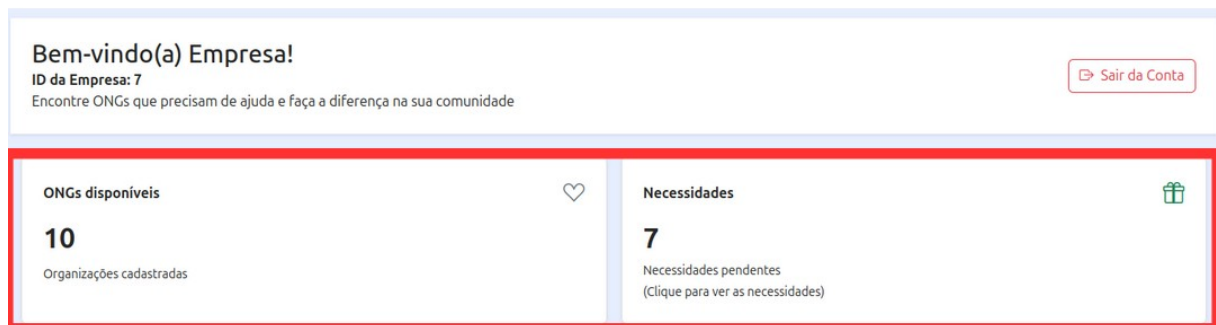 Bem-vindo(a) Empresa!
ID da Empresa: 7
Encontre ONGs que precisam de ajuda e faça a diferença na sua comunidade
Sair da Conta
ONGs disponíveis
10
Organizações cadastradas
Necessidades
7
Necessidades pendentes
(Clique para ver as necessidades)